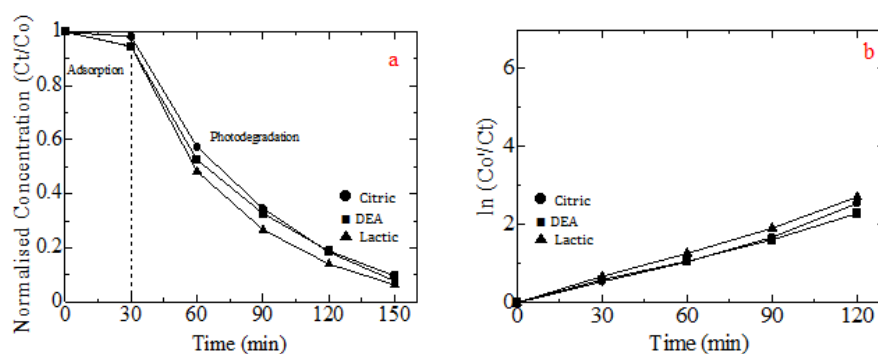 Normalised Concentration (Ct/Co)
1
0.8
0.6
0.4
0.2
0
a
Adsorption
Photodegradation
Citric
DEA
Lactic
0 30 60 90 120 150
Time (min)
ln (Co'/Ct)
6
4
2
0
b
Citric
DEA
Lactic
0 30 60 90 120
Time (min)